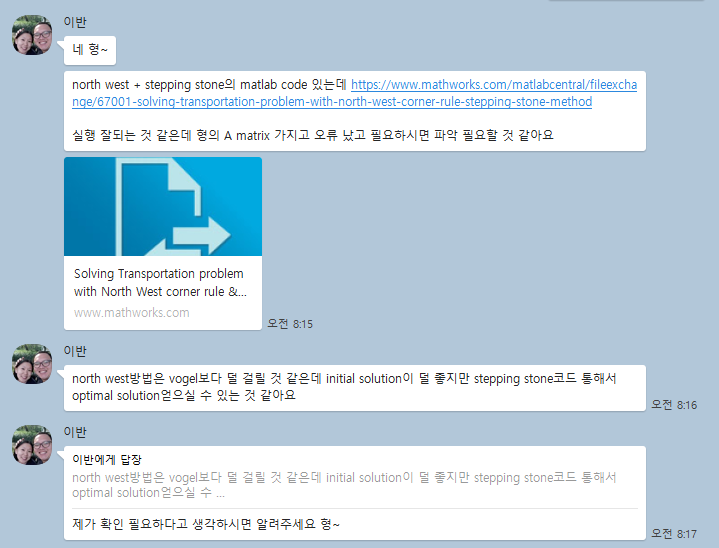 이반
네 형~
north west + stepping stone의 matlab code 있는데 https://www.mathworks.com/matlabcentral/fileexcha
nge/67001-solving-transportation-problem-with-north-west-corner-rule-stepping-stone-method
실행 잘되는 것 같은데 형의 A matrix 가지고 오류 났고 필요하시면 파악 필요할 것 같아요
Solving Transportation problem
with North West corner rule &...
www.mathworks.com
오전 8:15
이반
north west방법은 vogel보다 덜 걸릴 것 같은데 initial solution이 덜 좋지만 stepping stone코드 통해서
optimal solution얻으실 수 있는 것 같아요
오전 8:16
이반
이반에게 답장
north west방법은 vogel보다 덜 걸릴 것 같은데 initial solution이 덜 좋지만 stepping stone코드 통해서
optimal solution얻으실 수 ...
제가 확인 필요하다고 생각하시면 알려주세요 형~
오전 8:17